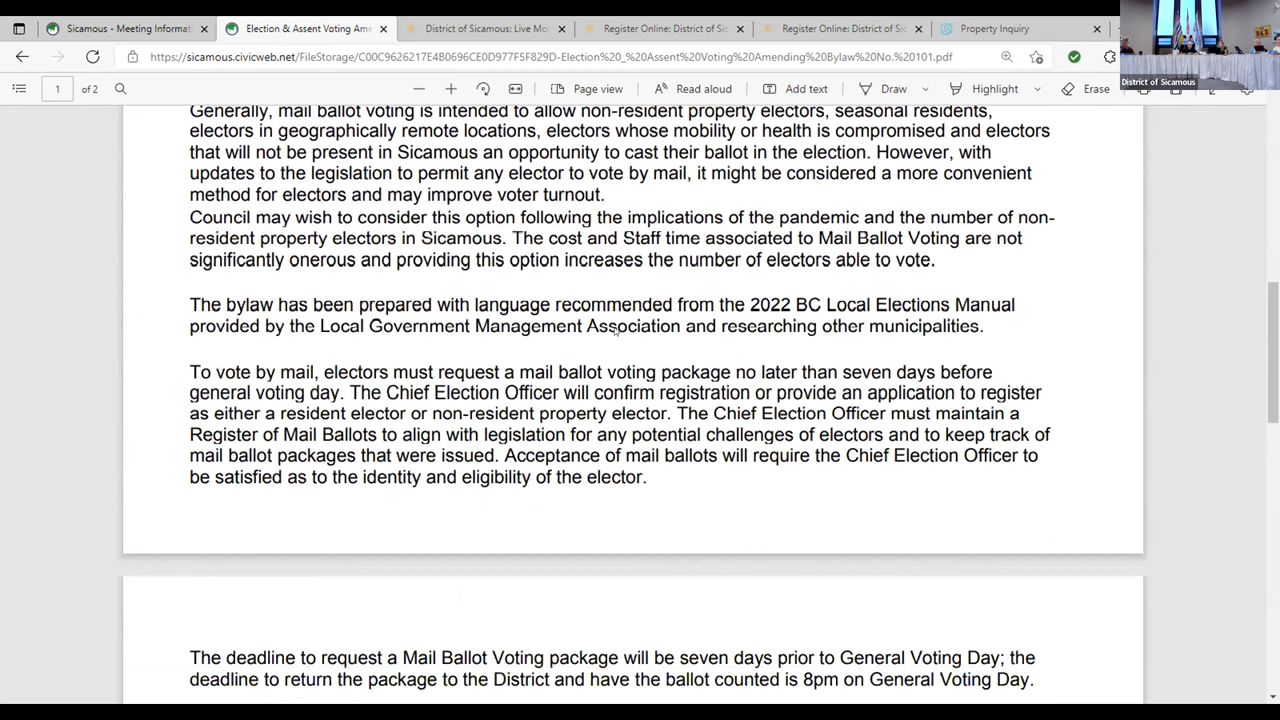 Sicamous - Meeting Informati
Election & Assent Voting Ame
District of Sicamous: Live Mo
Register Online: District of Sic
Register Online: District of Sic
Property Inquiry
https://sicamous.civicweb.net/FileStorage/C00C9626217E4B0696CE0D977F5F829D-Election%20_%20Assent%20Voting%20Amending%20Bylaw%20No.%20101.pdf
District of Sicamous
1 of 2
Page view
Read aloud
Add text
Draw
Highlight
Erase
Generally, mail ballot voting is intended to allow non-resident property electors, seasonal residents,
electors in geographically remote locations, electors whose mobility or health is compromised and electors
that will not be present in Sicamous an opportunity to cast their ballot in the election. However, with
updates to the legislation to permit any elector to vote by mail, it might be considered a more convenient
method for electors and may improve voter turnout.
Council may wish to consider this option following the implications of the pandemic and the number of non-
resident property electors in Sicamous. The cost and Staff time associated to Mail Ballot Voting are not
significantly onerous and providing this option increases the number of electors able to vote.
The bylaw has been prepared with language recommended from the 2022 BC Local Elections Manual
provided by the Local Government Management Association and researching other municipalities.
To vote by mail, electors must request a mail ballot voting package no later than seven days before
general voting day. The Chief Election Officer will confirm registration or provide an application to register
as either a resident elector or non-resident property elector. The Chief Election Officer must maintain a
Register of Mail Ballots to align with legislation for any potential challenges of electors and to keep track of
mail ballot packages that were issued. Acceptance of mail ballots will require the Chief Election Officer to
be satisfied as to the identity and eligibility of the elector.
The deadline to request a Mail Ballot Voting package will be seven days prior to General Voting Day; the
deadline to return the package to the District and have the ballot counted is 8pm on General Voting Day.